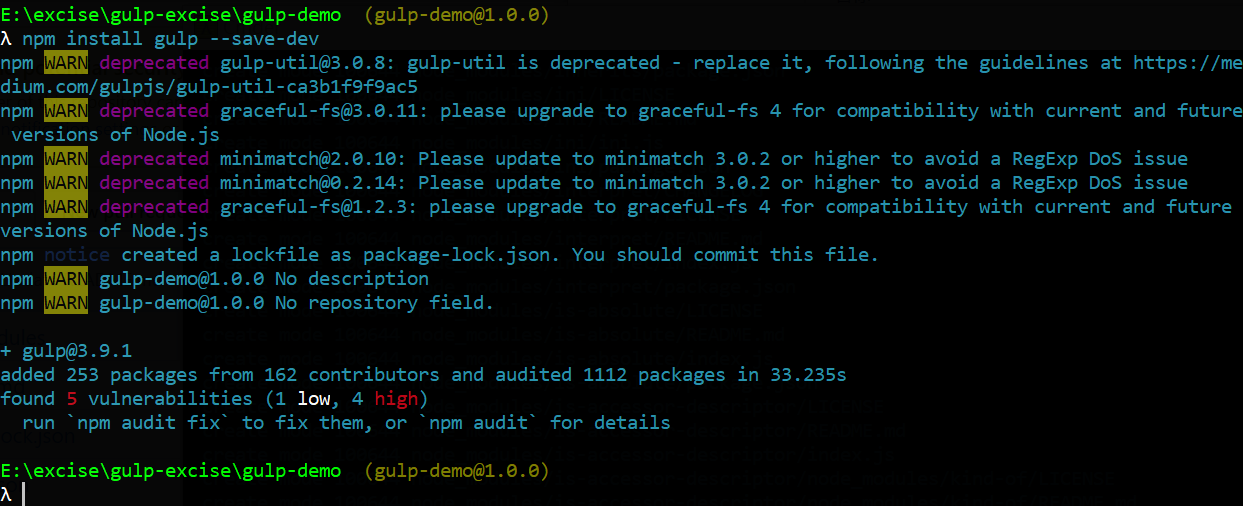 E:\excise\gulp-excise\gulp-demo  (gulp-demo@1.0.0)
λ npm install gulp --save-dev
npm WARN deprecated gulp-util@3.0.8: gulp-util is deprecated - replace it, following the guidelines at https://me
dium.com/gulpjs/gulp-util-ca3b1f9f9ac5
npm WARN deprecated graceful-fs@3.0.11: please upgrade to graceful-fs 4 for compatibility with current and future
 versions of Node.js
npm WARN deprecated minimatch@2.0.10: Please update to minimatch 3.0.2 or higher to avoid a RegExp DoS issue
npm WARN deprecated minimatch@0.2.14: Please update to minimatch 3.0.2 or higher to avoid a RegExp DoS issue
npm WARN deprecated graceful-fs@1.2.3: please upgrade to graceful-fs 4 for compatibility with current and future
versions of Node.js
npm notice created a lockfile as package-lock.json. You should commit this file.
npm WARN gulp-demo@1.0.0 No description
npm WARN gulp-demo@1.0.0 No repository field.
+ gulp@3.9.1
added 253 packages from 162 contributors and audited 1112 packages in 33.235s
found 5 vulnerabilities (1 low, 4 high)
  run `npm audit fix` to fix them, or `npm audit` for details
E:\excise\gulp-excise\gulp-demo  (gulp-demo@1.0.0)
λ